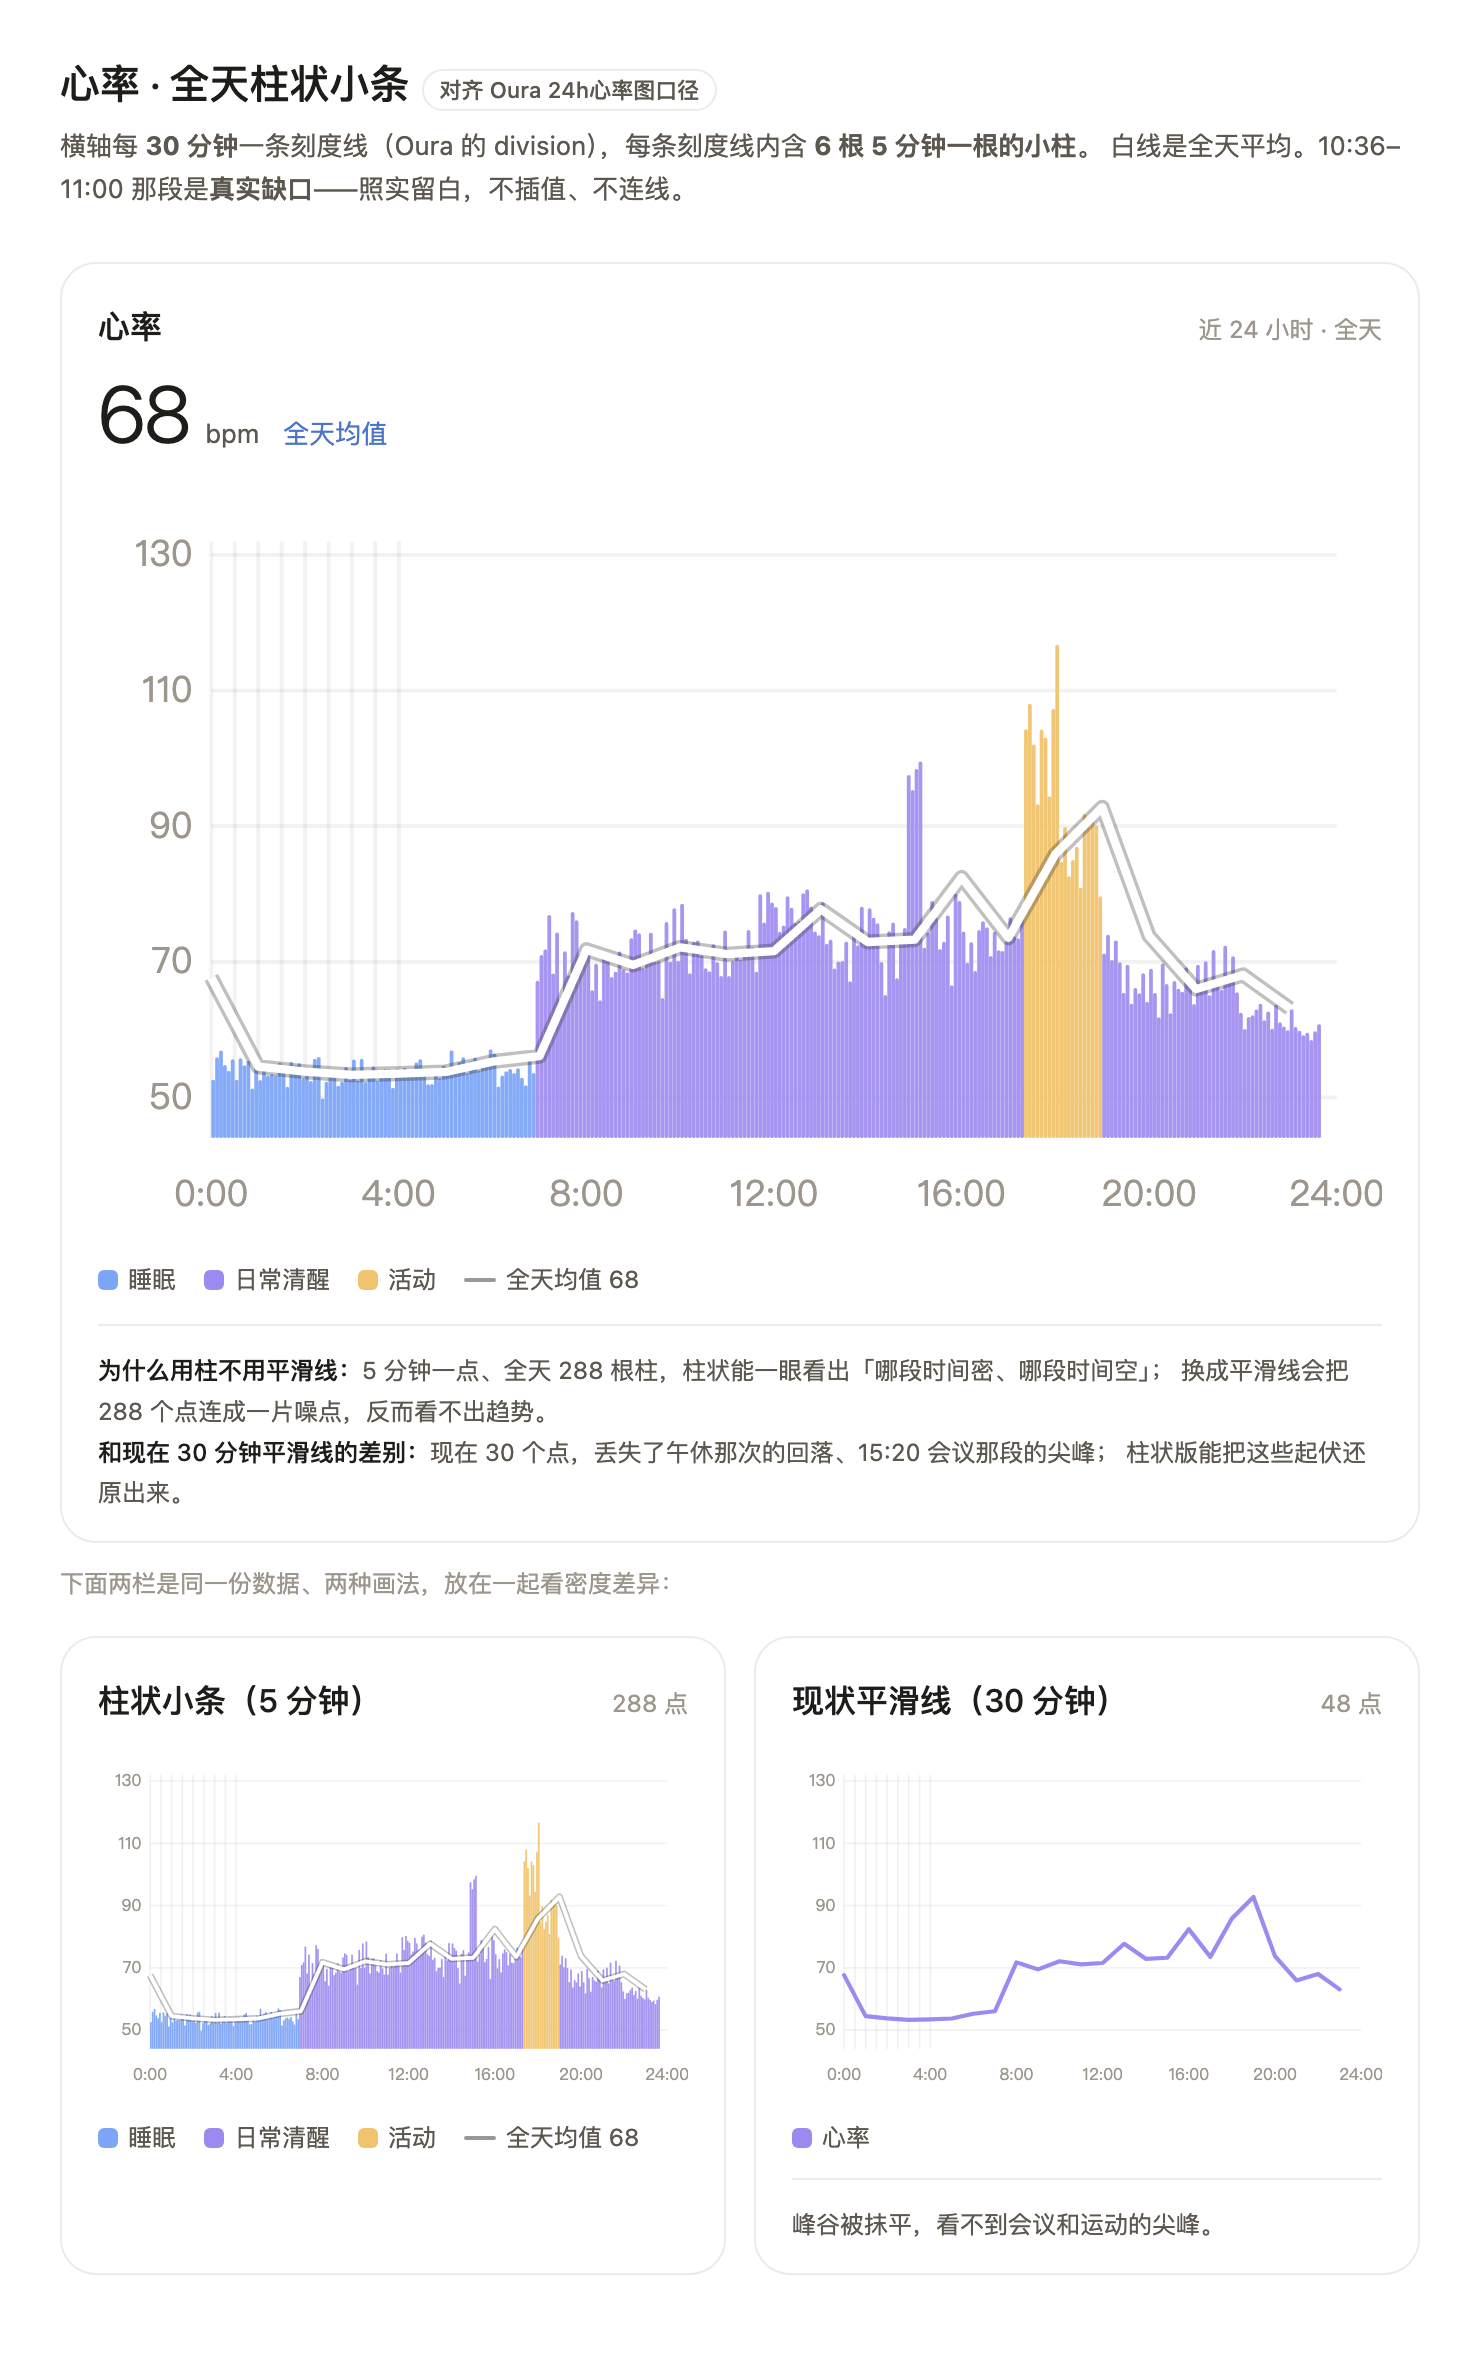 心率 · 全天柱状小条 对齐 Oura 24h心率图口径
横轴每 30 分钟一条刻度线（Oura 的 division），每条刻度线内含 6 根 5 分钟一根的小柱。 白线是全天平均。10:36–
11:00 那段是真实缺口——照实留白，不插值、不连线。
心率 近 24 小时 · 全天
68 bpm 全天均值
130
110
90
70
50
0:00 4:00 8:00 12:00 16:00 20:00 24:00
睡眠 日常清醒 活动 全天均值 68
为什么用柱不用平滑线：5 分钟一点、全天 288 根柱，柱状能一眼看出「哪段时间密、哪段时间空」； 换成平滑线会把
288 个点连成一片噪点，反而看不出趋势。
和现在 30 分钟平滑线的差别：现在 30 个点，丢失了午休那次的回落、15:20 会议那段的尖峰； 柱状版能把这些起伏还
原出来。
下面两栏是同一份数据、两种画法，放在一起看密度差异：
柱状小条（5 分钟） 288 点
130
110
90
70
50
0:00 4:00 8:00 12:00 16:00 20:00 24:00
睡眠 日常清醒 活动 全天均值 68
现状平滑线（30 分钟） 48 点
130
110
90
70
50
0:00 4:00 8:00 12:00 16:00 20:00 24:00
心率
峰谷被抹平，看不到会议和运动的尖峰。